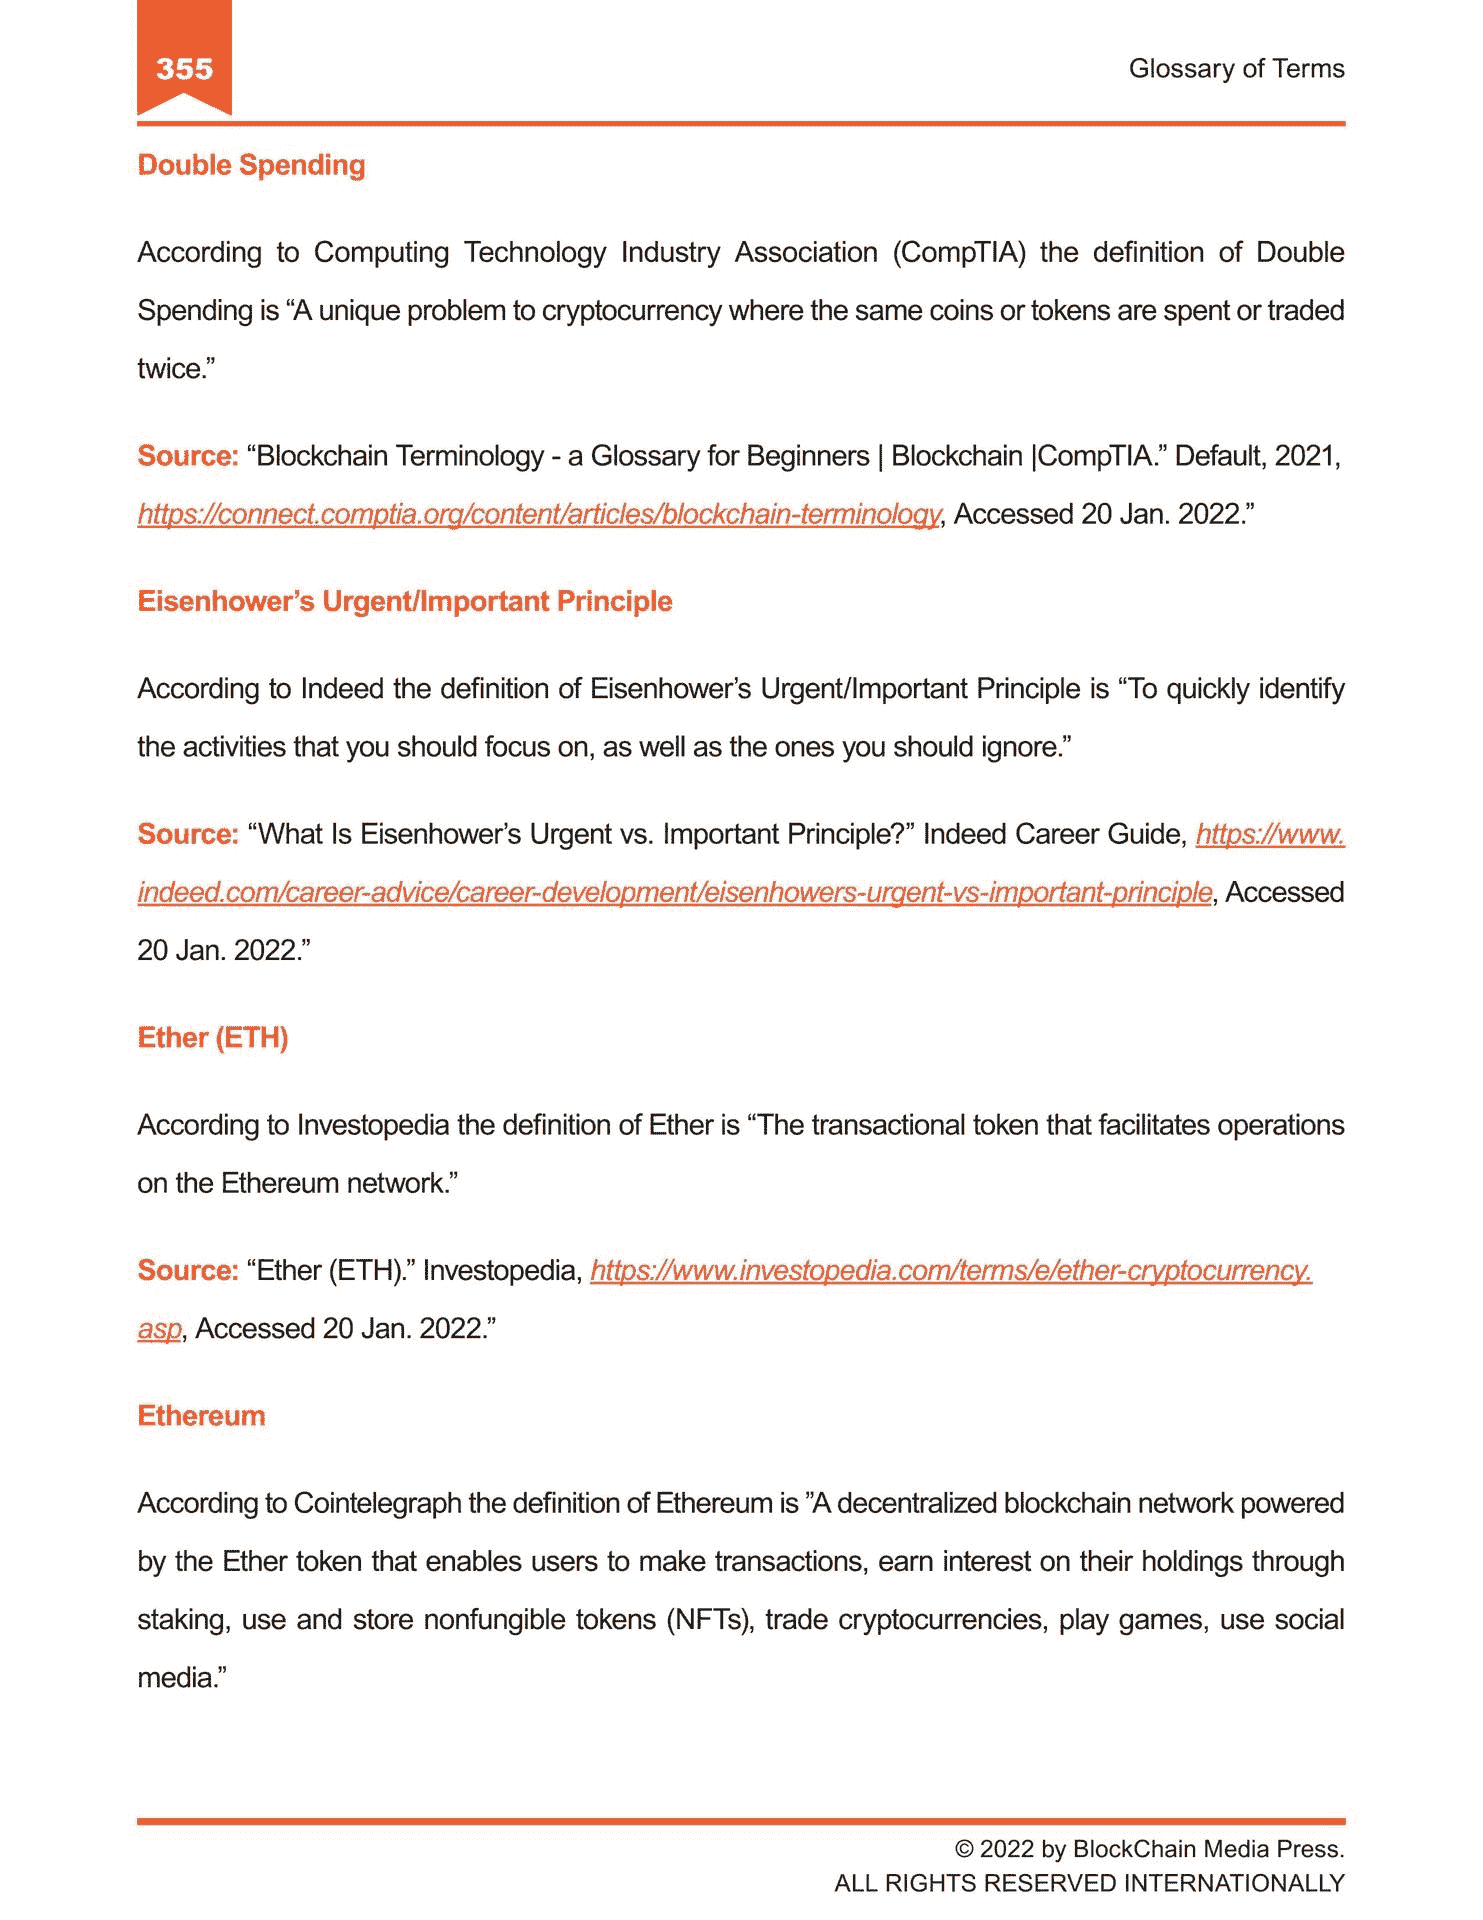 355
Glossary of Terms
Double Spending
According to Computing Technology Industry Association (CompTIA) the definition of Double
Spending is “A unique problem to cryptocurrency where the same coins or tokens are spent or traded
twice.”
Source: “Blockchain Terminology - a Glossary for Beginners | Blockchain |CompTIA.” Default, 2021,
https://connect.comptia.org/content/articles/blockchain-terminology, Accessed 20 Jan. 2022.”
Eisenhower’s Urgent/Important Principle
According to Indeed the definition of Eisenhower’s Urgent/Important Principle is “To quickly identify
the activities that you should focus on, as well as the ones you should ignore.”
Source: “What Is Eisenhower’s Urgent vs. Important Principle?” Indeed Career Guide, https://www.
indeed.com/career-advice/career-development/eisenhowers-urgent-vs-important-principle, Accessed
20 Jan. 2022.”
Ether (ETH)
According to Investopedia the definition of Ether is “The transactional token that facilitates operations
on the Ethereum network.”
Source: “Ether (ETH).” Investopedia, https://www.investopedia.com/terms/e/ether-cryptocurrency.
asp, Accessed 20 Jan. 2022.”
Ethereum
According to Cointelegraph the definition of Ethereum is ”A decentralized blockchain network powered
by the Ether token that enables users to make transactions, earn interest on their holdings through
staking, use and store nonfungible tokens (NFTs), trade cryptocurrencies, play games, use social
media.”
© 2022 by BlockChain Media Press.
ALL RIGHTS RESERVED INTERNATIONALLY